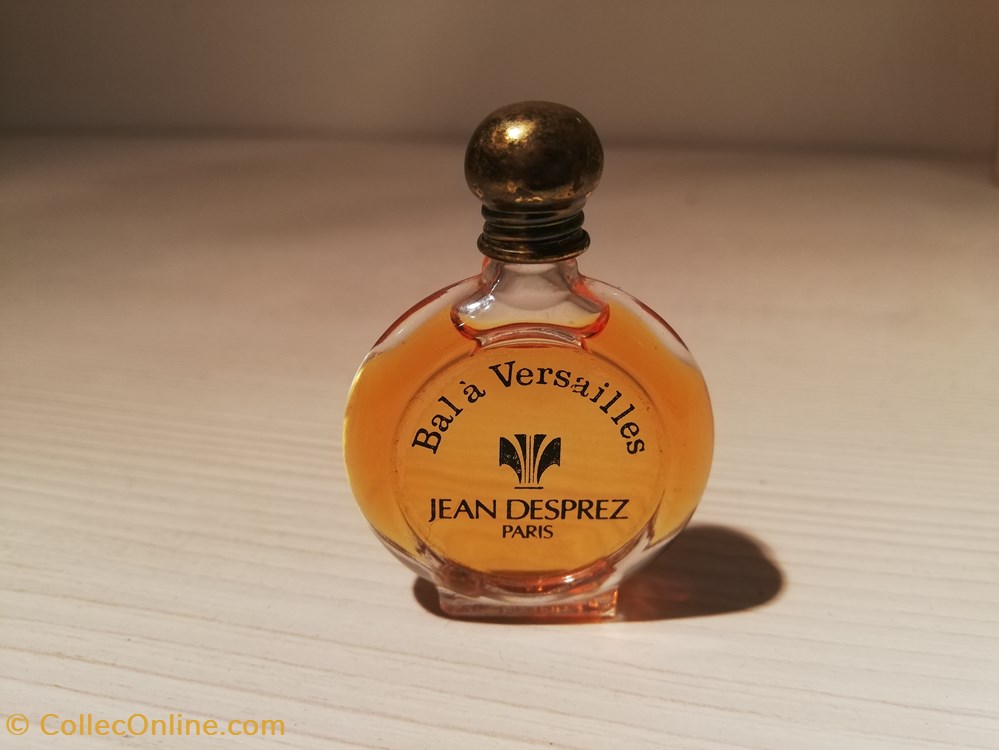 Bal à Versailles
JEAN DESPREZ
PARIS
© CollecOnline.com